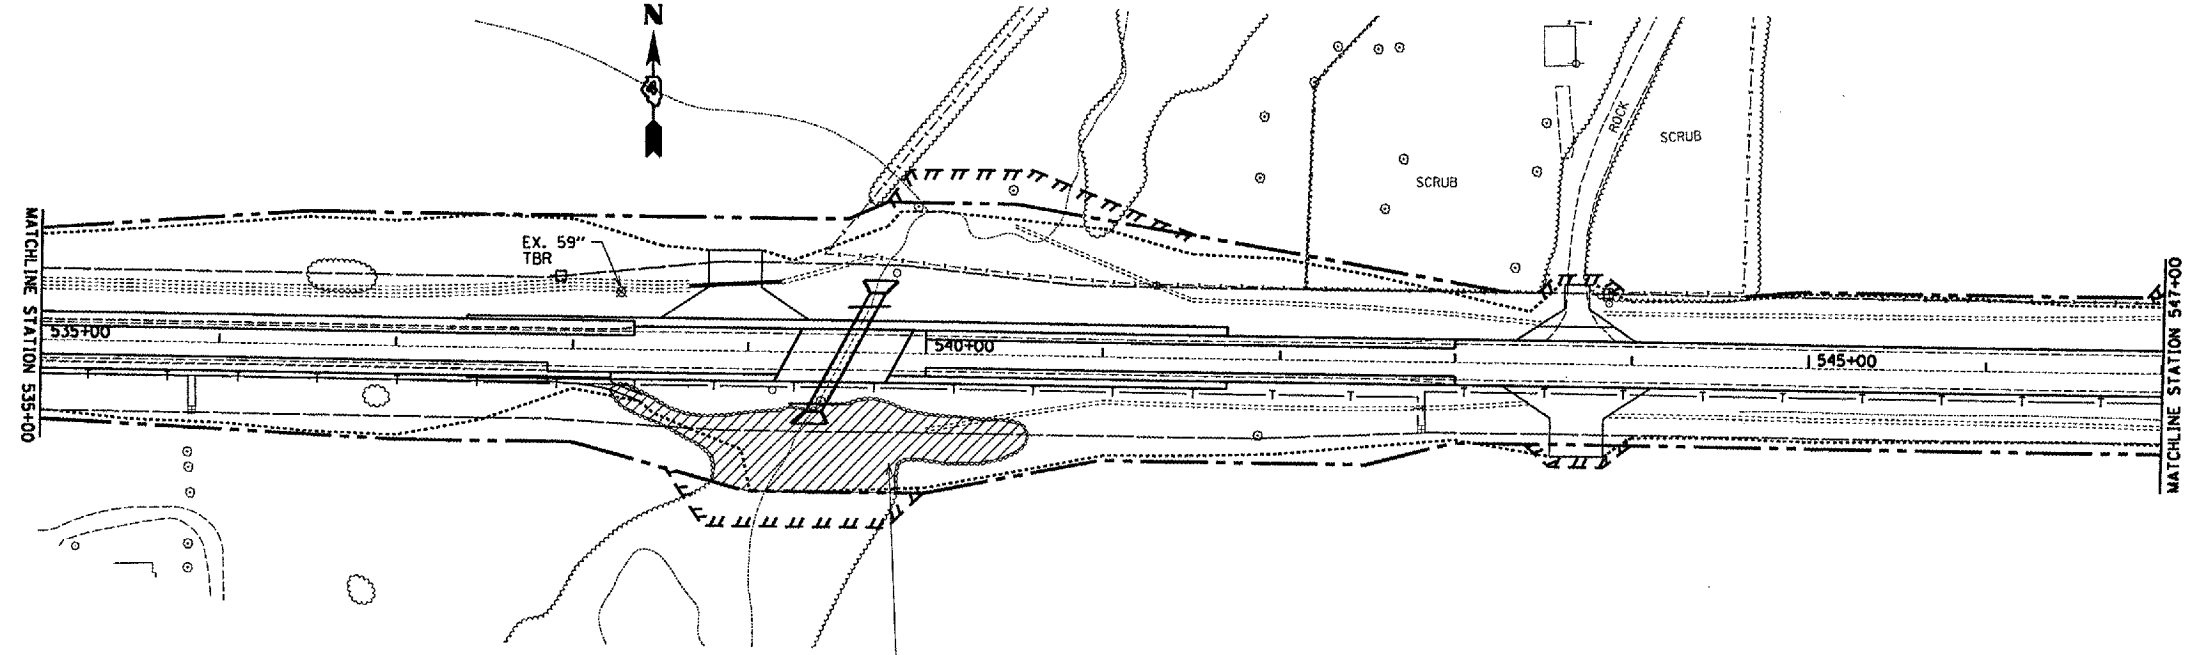 N
ROCK
SCRUB
SCRUB
EX. 59"
TBR
MATCHLINE STATION 535+00
535+00
540+00
545+00
MATCHLINE STATION 547+00